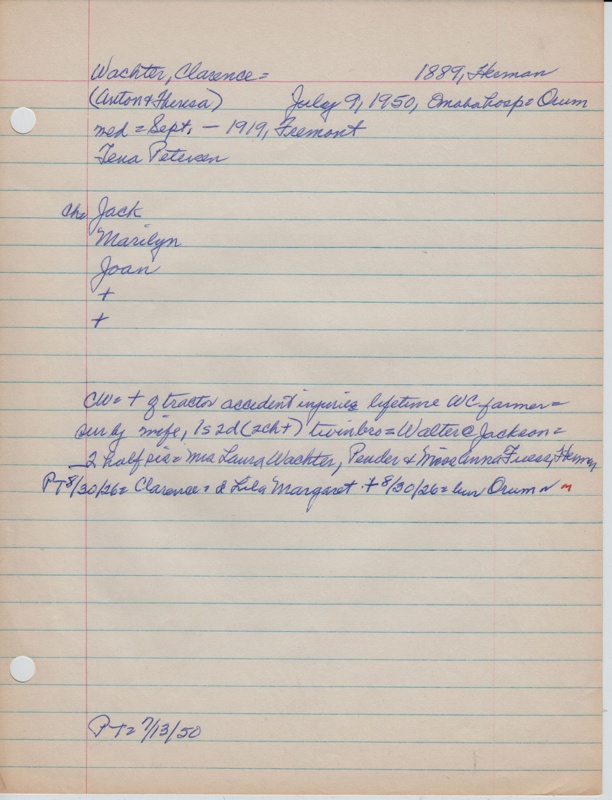 Wachter, Clarence = 1889, Herman
(Anton & Theresa) July 9, 1950, Omaha hosp = Orum
med = Sept. - 1919, Fremont
Tena Petersen
Chn Jack
Marilyn
Joan
+
+
CW = + of tractor accident injuries lifetime WC farmer =
sur by wife, 1s 2d (2ch+) twin bro = Walter @ Jackson =
2 half sis = Mrs Laura Wachter, Pender & Miss Anna Fuess, Herman
PT 8/30/26 = Clarence = d Lila Margaret + 8/30/26 = bur Orum
PT = 7/13/50